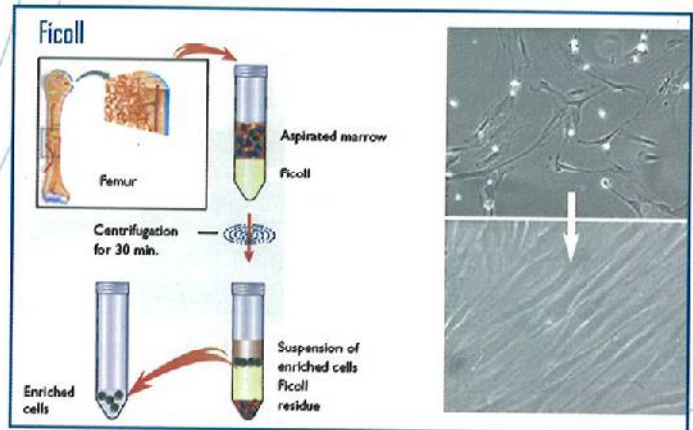 Ficoll
Femur
Aspirated marrow
Ficoll
Centrifugation
for 30 min.
Suspension of
enriched cells
Ficoll
residue
Enriched
cells